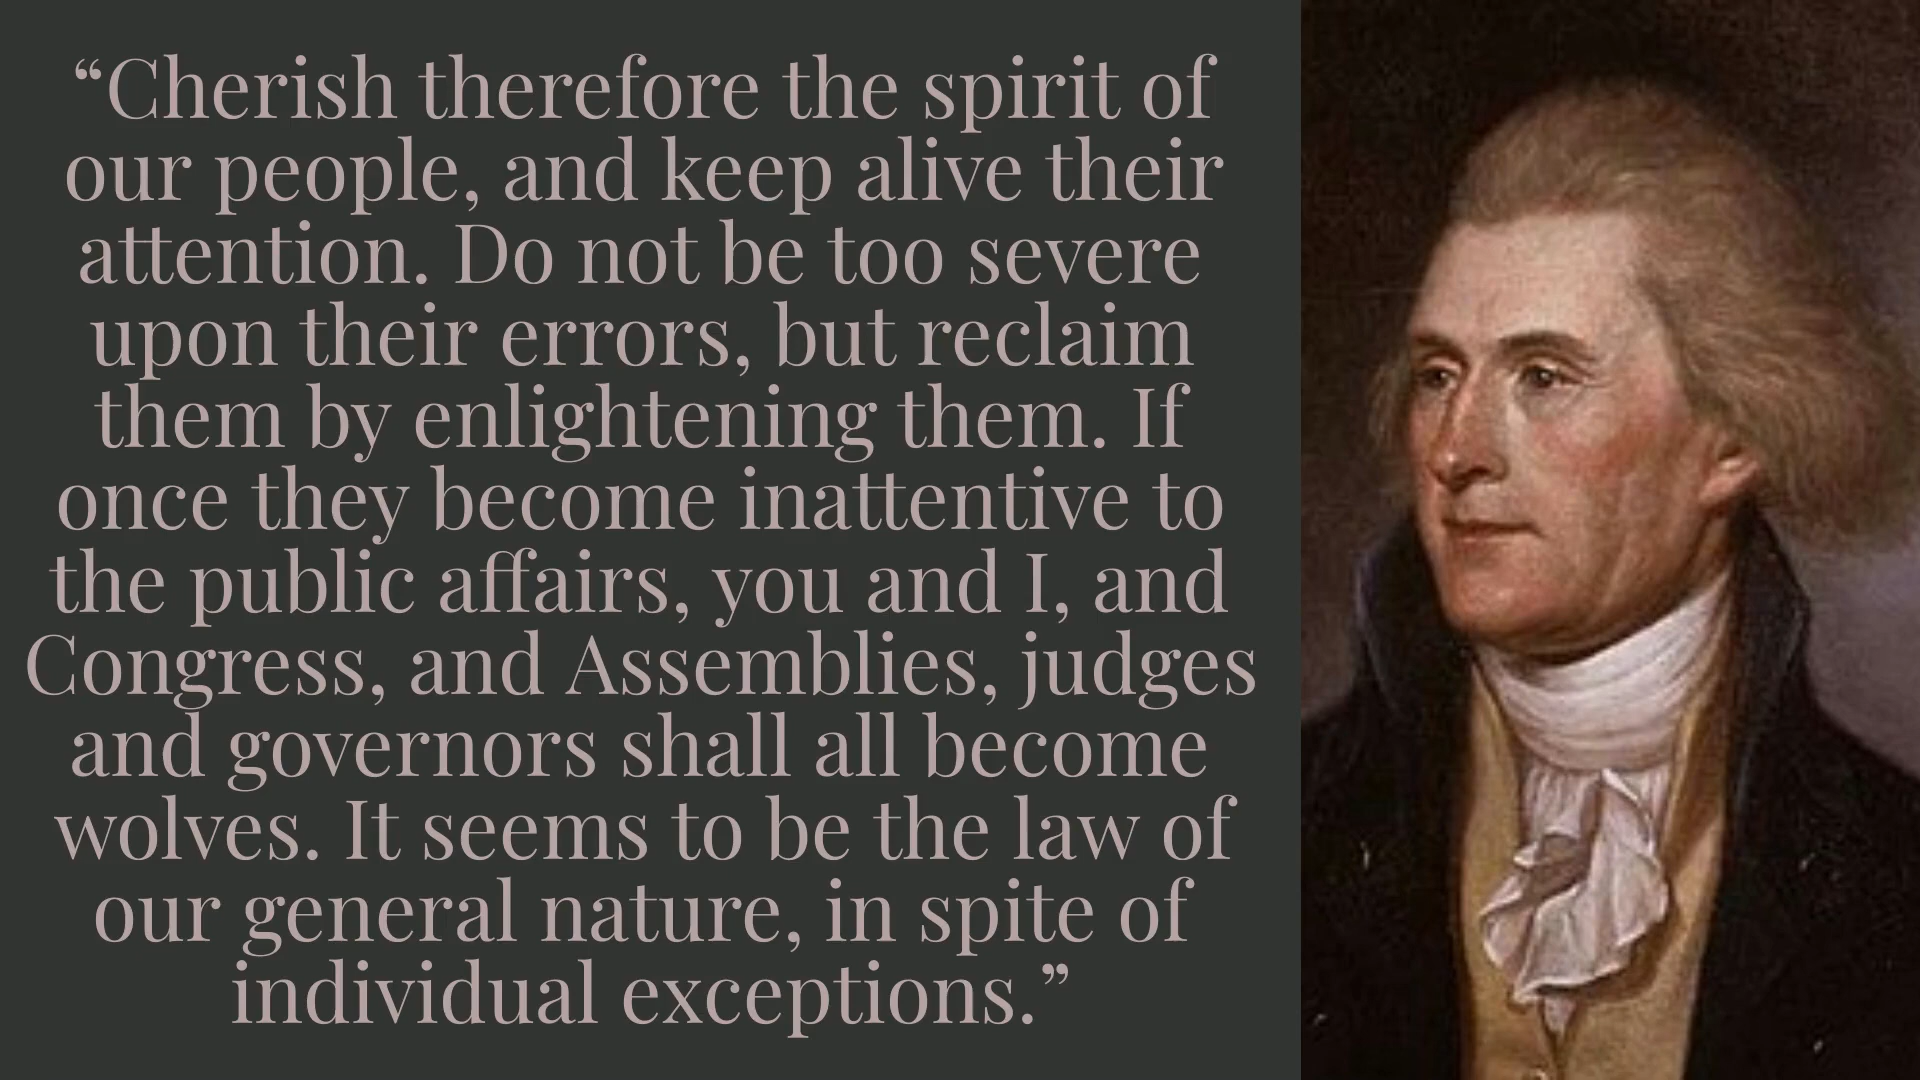 “Cherish therefore the spirit of
our people, and keep alive their
attention. Do not be too severe
upon their errors, but reclaim
them by enlightening them. If
once they become inattentive to
the public affairs, you and I, and
Congress, and Assemblies, judges
and governors shall all become
wolves. It seems to be the law of
our general nature, in spite of
individual exceptions.”